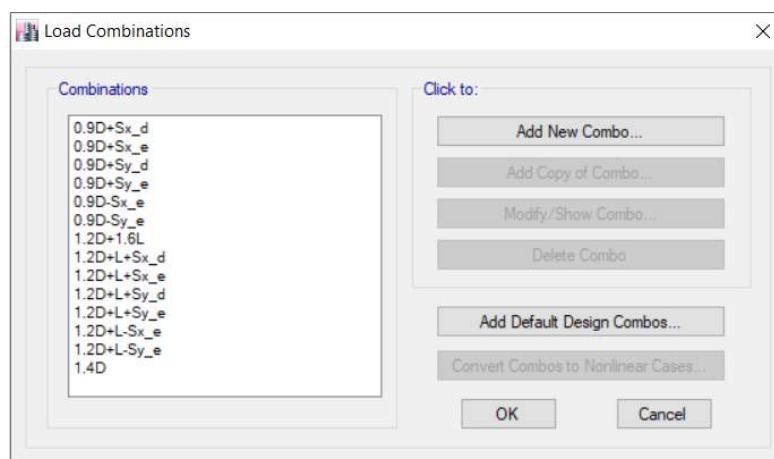 Load Combinations
Combinations
0.9D+Sx_d
0.9D+Sx_e
0.9D+Sy_d
0.9D+Sy_e
0.9D-Sx_e
0.9D-Sy_e
1.2D+1.6L
1.2D+L+Sx_d
1.2D+L+Sx_e
1.2D+L+Sy_d
1.2D+L+Sy_e
1.2D+L-Sx_e
1.2D+L-Sy_e
1.4D
Click to:
Add New Combo...
Add Copy of Combo...
Modify/Show Combo...
Delete Combo
Add Default Design Combos...
Convert Combos to Nonlinear Cases...
OK
Cancel